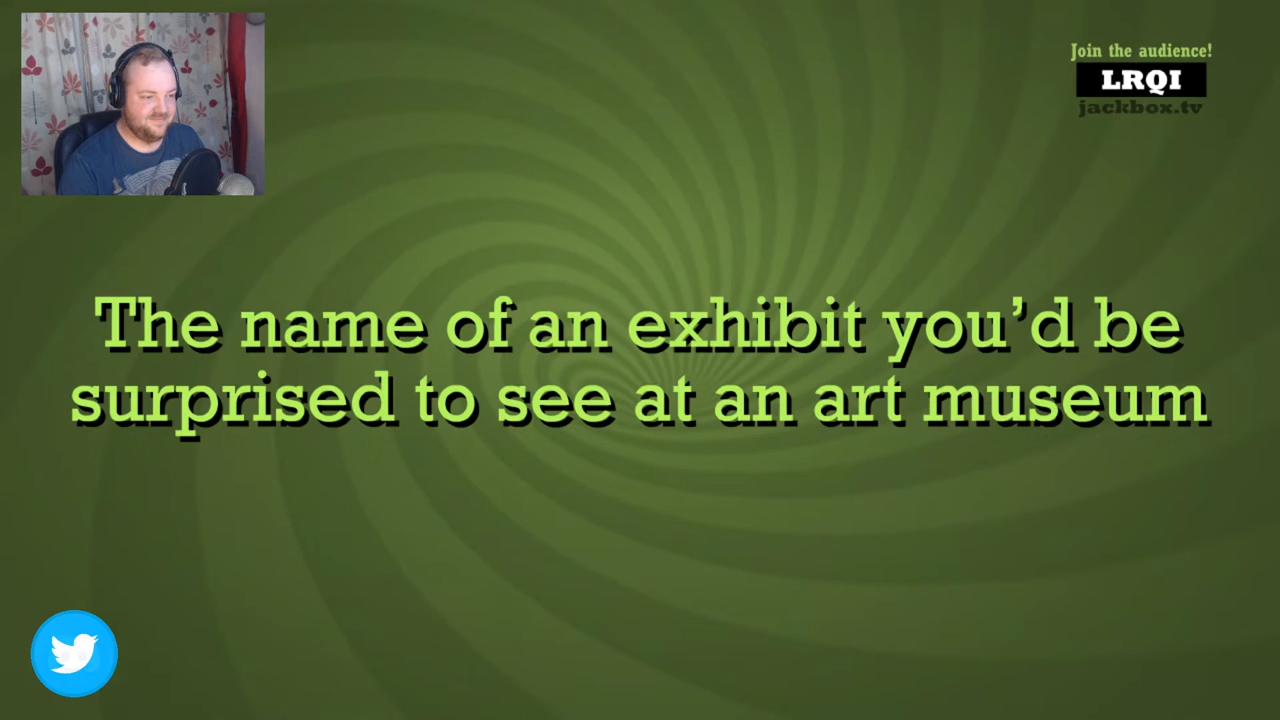 Join the audience!
LRQI
jackbox.tv
The name of an exhibit you’d be
surprised to see at an art museum